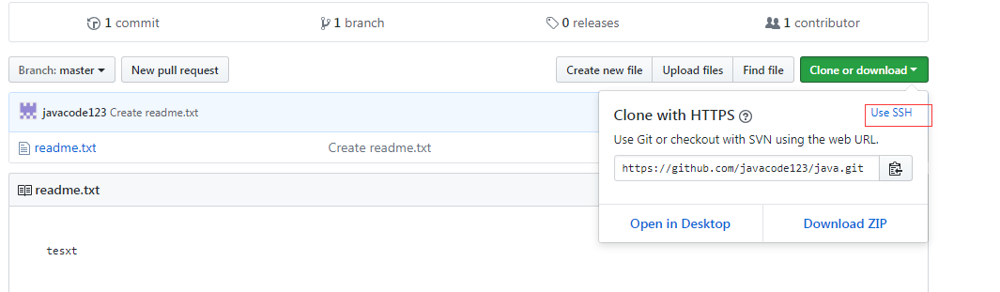 1 commit 1 branch 0 releases 1 contributor
Branch: master New pull request Create new file Upload files Find file Clone or download
javacode123 Create readme.txt
Clone with HTTPS ? Use SSH
Use Git or checkout with SVN using the web URL.
readme.txt Create readme.txt
https://github.com/javacode123/java.git
readme.txt
Open in Desktop Download ZIP
tesxt